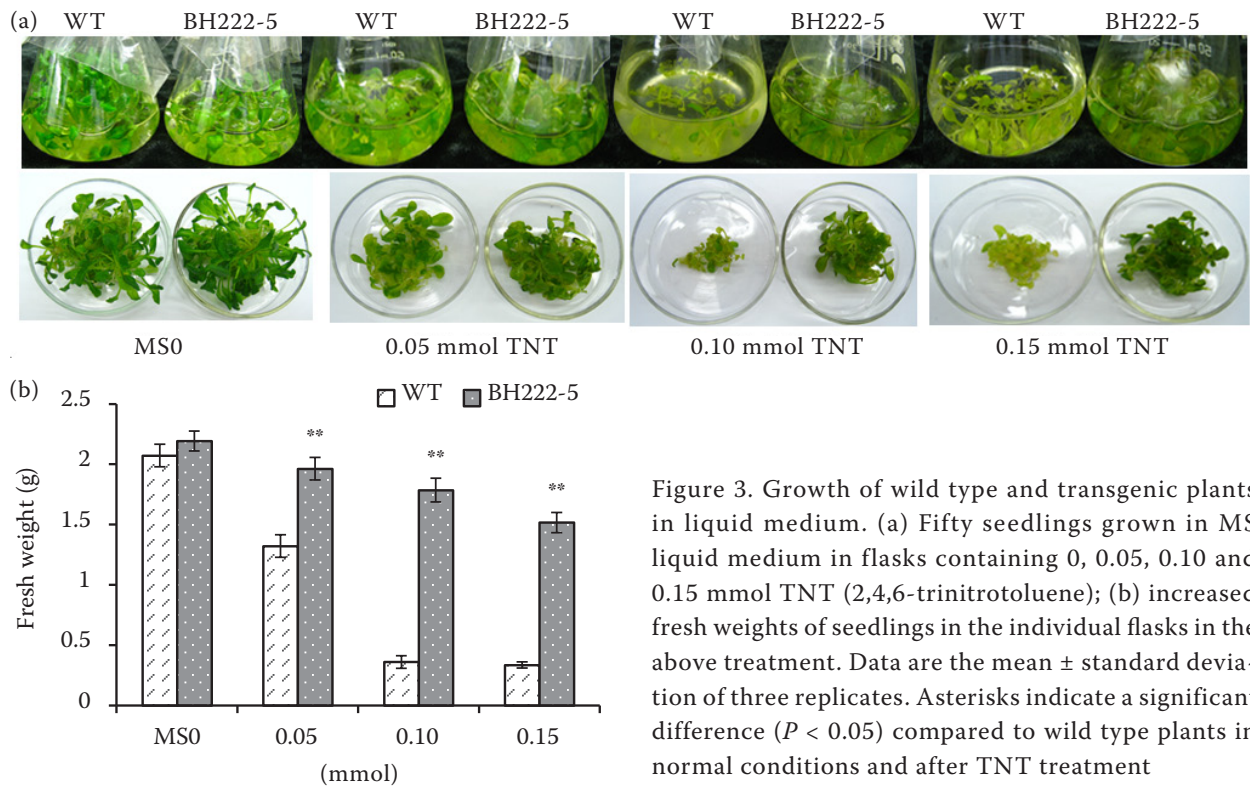 (a) WT BH222-5 WT BH222-5 WT BH222-5 WT BH222-5
MS0 0.05 mmol TNT 0.10 mmol TNT 0.15 mmol TNT
(b)
WT BH222-5
Fresh weight (g)
2.5
2
1.5
1
0.5
0
** ** **
MS0 0.05 0.10 0.15
(mmol)
Figure 3. Growth of wild type and transgenic plants
in liquid medium. (a) Fifty seedlings grown in MS
liquid medium in flasks containing 0, 0.05, 0.10 and
0.15 mmol TNT (2,4,6-trinitrotoluene); (b) increased
fresh weights of seedlings in the individual flasks in the
above treatment. Data are the mean ± standard devia-
tion of three replicates. Asterisks indicate a significant
difference (P < 0.05) compared to wild type plants in
normal conditions and after TNT treatment